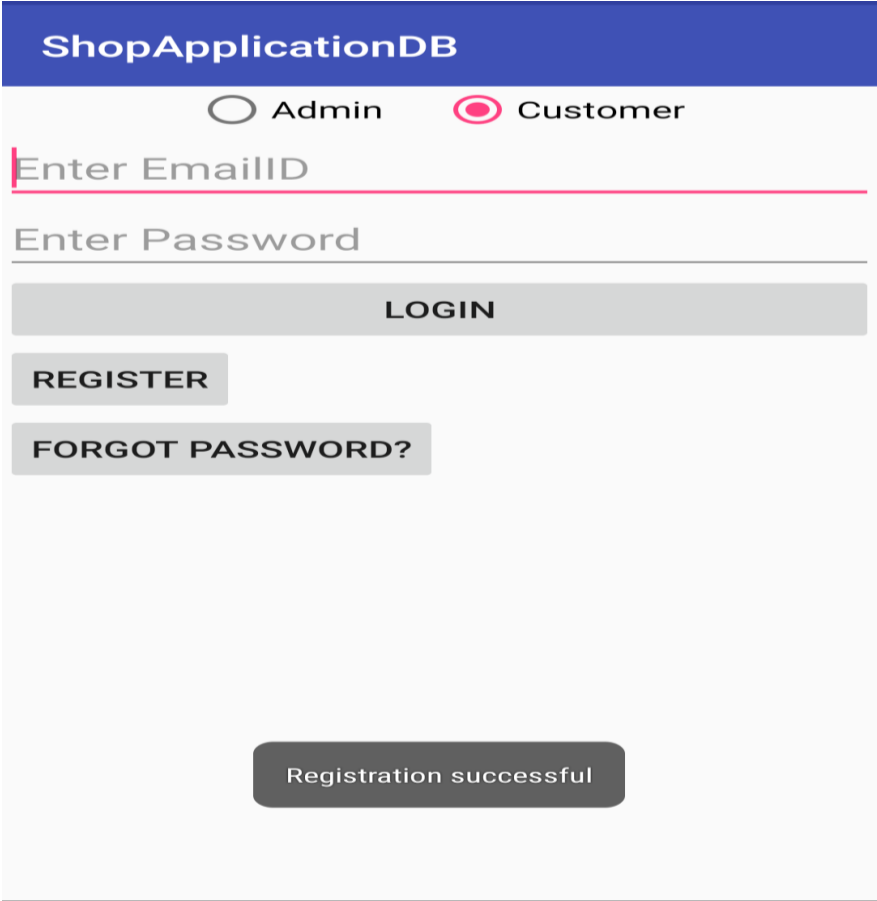 ShopApplicationDB
Admin Customer
Enter EmailID
Enter Password
LOGIN
REGISTER
FORGOT PASSWORD?
Registration successful